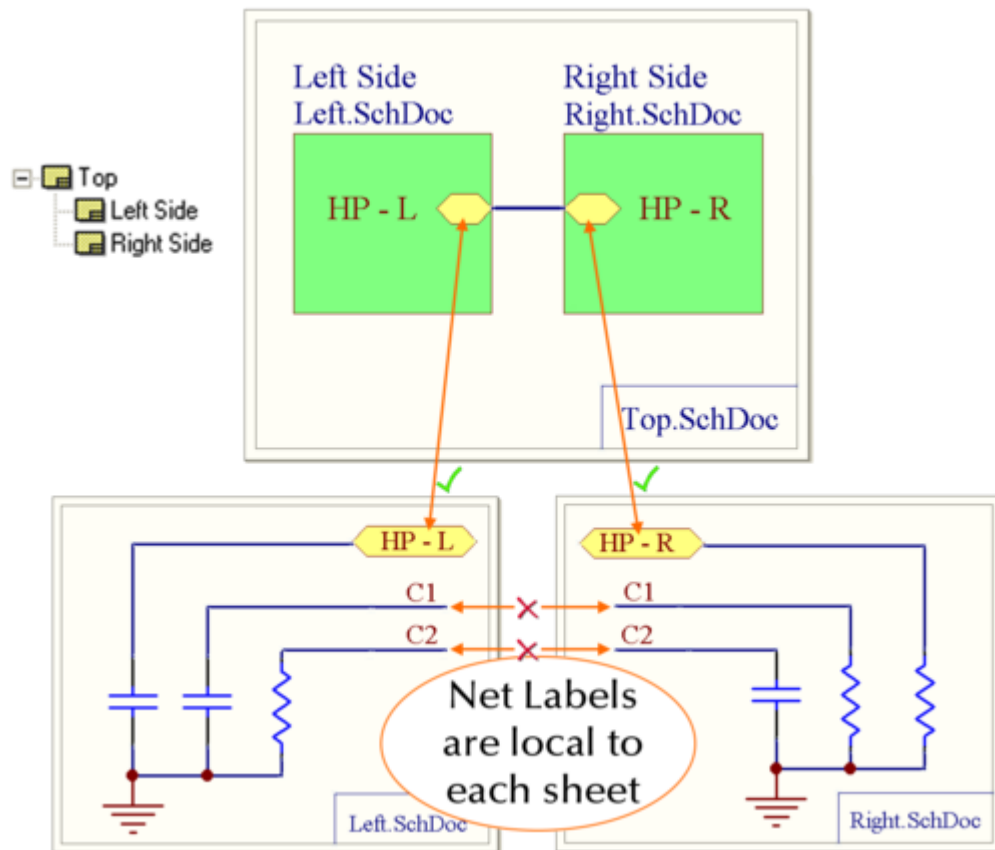 Left Side
Left.SchDoc
Right Side
Right.SchDoc
Top
Left Side
Right Side
HP - L
HP - R
Top.SchDoc
HP - L
HP - R
C1
C1
C2
C2
Net Labels
are local to
each sheet
Left.SchDoc
Right.SchDoc